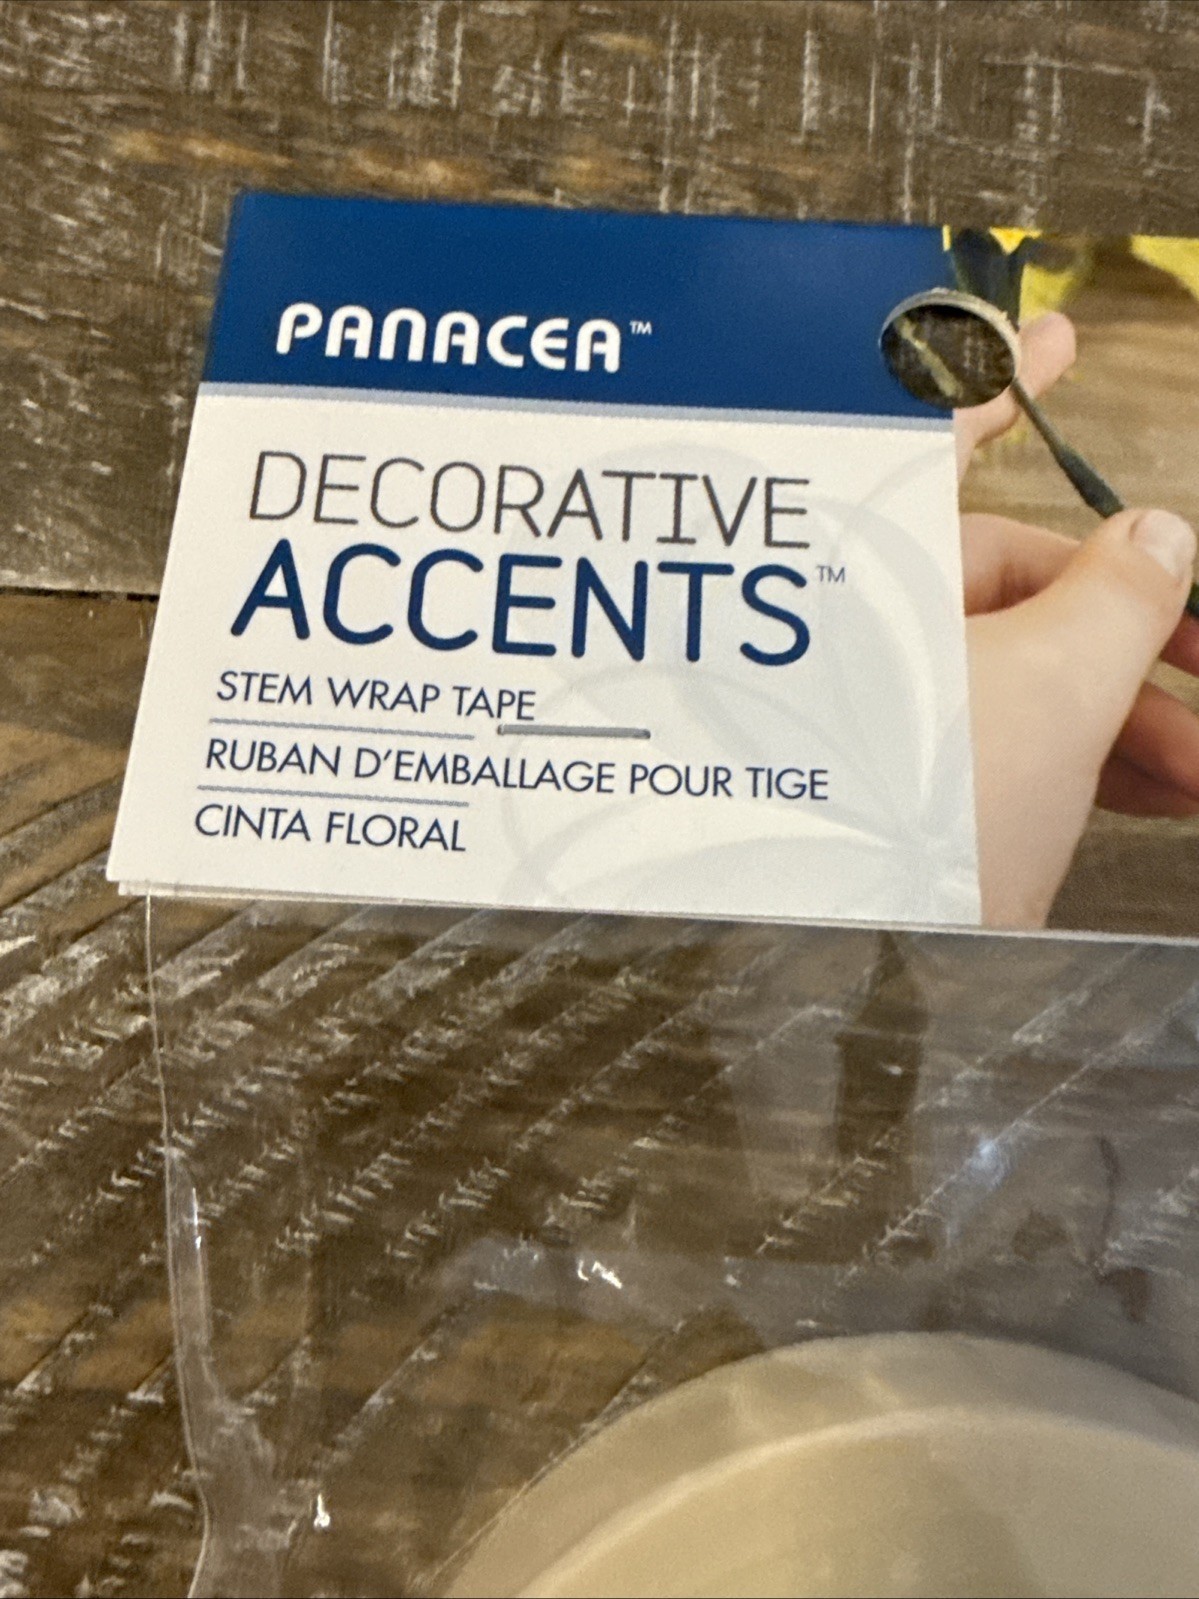 PANACEA™
DECORATIVE
ACCENTS™
STEM WRAP TAPE
RUBAN D'EMBALLAGE POUR TIGE
CINTA FLORAL